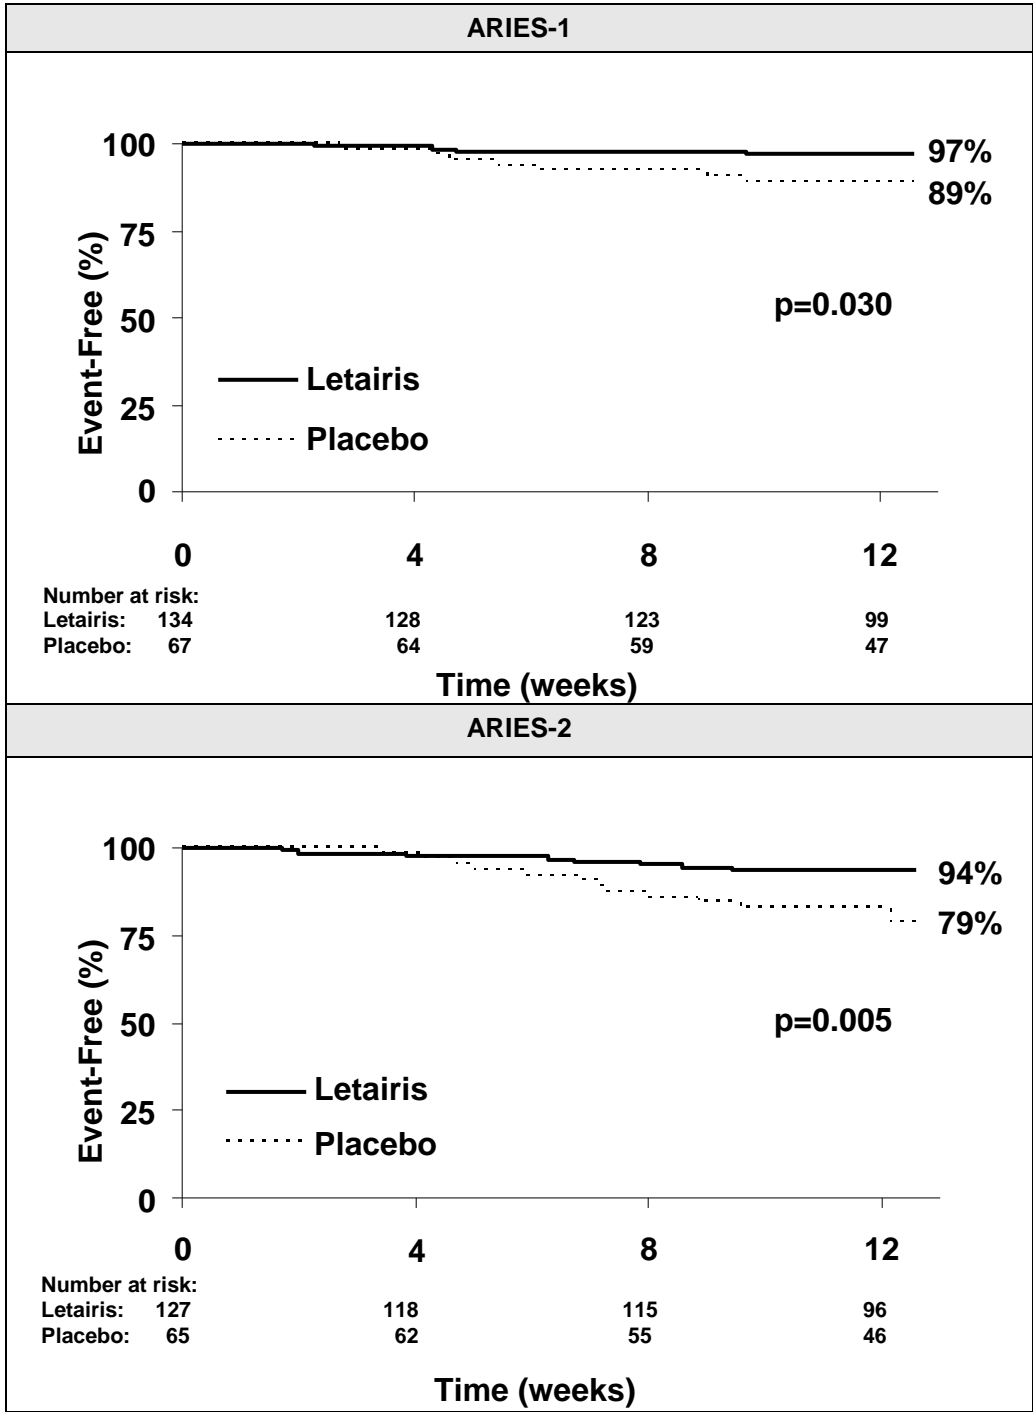 ARIES-1
100
97%
89%
75
Event-Free (%)
p=0.030
50
Letairis
25
Placebo
0
0 4 8 12
Number at risk:
Letairis: 134 128 123 99
Placebo: 67 64 59 47
Time (weeks)
ARIES-2
100
94%
79%
75
Event-Free (%)
50
p=0.005
Letairis
25
Placebo
0
0 4 8 12
Number at risk:
Letairis: 127 118 115 96
Placebo: 65 62 55 46
Time (weeks)